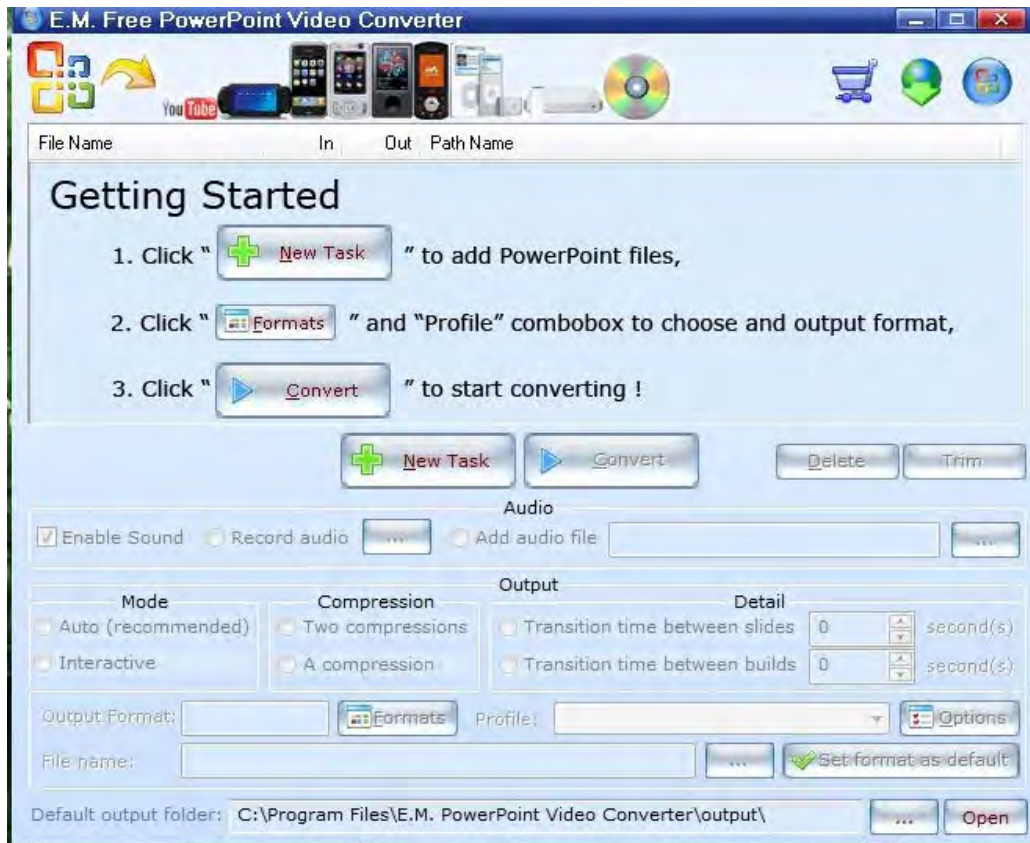 E.M. Free PowerPoint Video Converter
You Tube
File Name In Out Path Name
Getting Started
1. Click “ New Task ” to add PowerPoint files,
2. Click “ Formats ” and “Profile” combobox to choose and output format,
3. Click “ Convert ” to start converting !
New Task Convert Delete Trim
Audio
Enable Sound Record audio ... Add audio file ...
Output
Mode Compression Detail
Auto (recommended) Two compressions Transition time between slides 0 second(s)
Interactive A compression Transition time between builds 0 second(s)
Output Format: Formats Profile: Options
File name: ... Set format as default
Default output folder: C:\Program Files\E.M. PowerPoint Video Converter\output\ ... Open